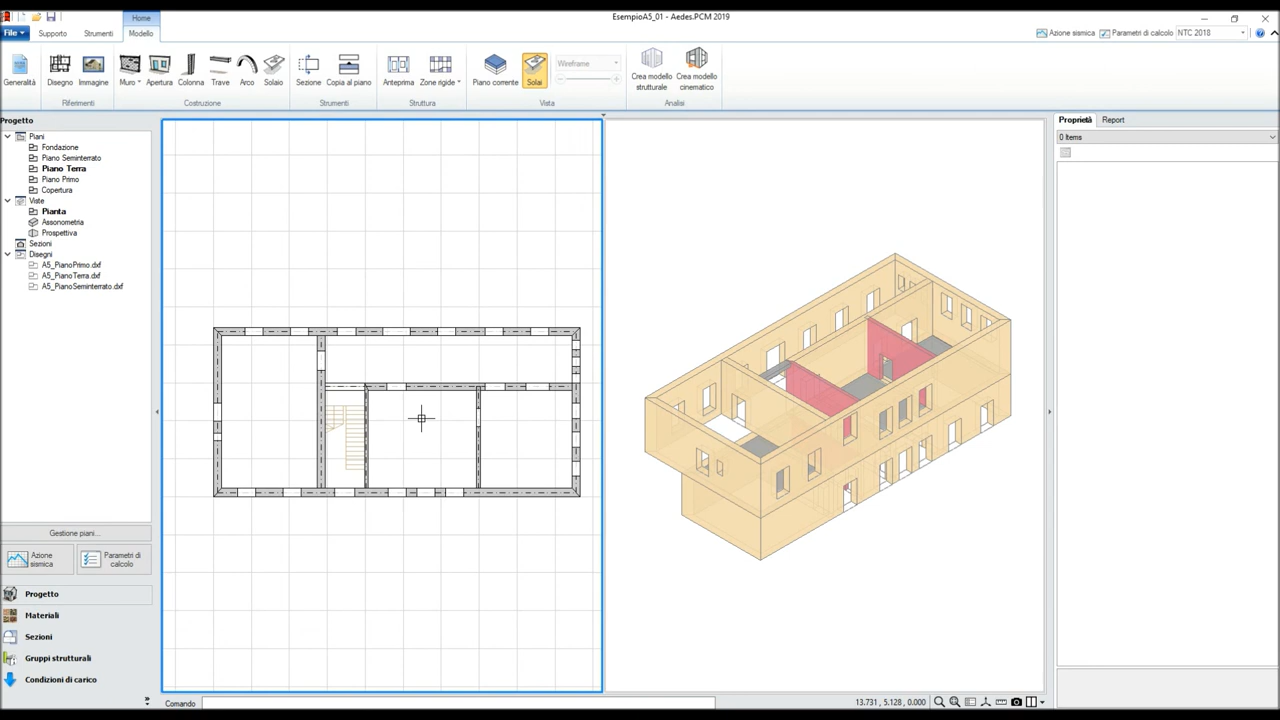 EsempioA5_01 - Aedes.PCM 2019
Home
File
Supporto
Strumenti
Modello
Azione sismica
Parametri di calcolo
NTC 2018
Generalità
Disegno
Immagine
Muro
Apertura
Colonna
Trave
Arco
Solaio
Sezione
Copia al piano
Anteprima
Zone rigide
Piano corrente
Solai
Wireframe
Crea modello strutturale
Crea modello cinematico
Riferimenti
Costruzione
Strumenti
Struttura
Vista
Analisi
Progetto
Piani
Fondazione
Piano Seminterrato
Piano Terra
Piano Primo
Copertura
Viste
Pianta
Assonometria
Prospettiva
Sezioni
Disegni
A5_PianoPrimo.dxf
A5_PianoTerra.dxf
A5_PianoSeminterrato.dxf
Gestione piani...
Azione sismica
Parametri di calcolo
Progetto
Materiali
Sezioni
Gruppi strutturali
Condizioni di carico
Proprietà
Report
0 Items
Comando
13.731, 5.128, 0.000